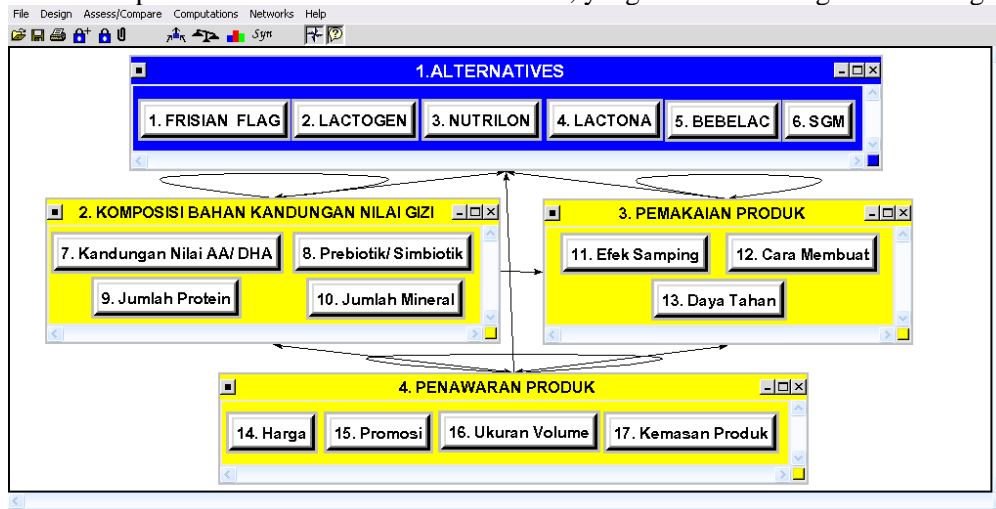 File Design Assess/Compare Computations Networks Help
Syn
1.ALTERNATIVES
1. FRISIAN FLAG 2. LACTOGEN 3. NUTRILON 4. LACTONA 5. BEBELAC 6. SGM
2. KOMPOSISI BAHAN KANDUNGAN NILAI GIZI
7. Kandungan Nilai AA/ DHA 8. Prebiotik/ Simbiotik
9. Jumlah Protein 10. Jumlah Mineral
3. PEMAKAIAN PRODUK
11. Efek Samping 12. Cara Membuat
13. Daya Tahan
4. PENAWARAN PRODUK
14. Harga 15. Promosi 16. Ukuran Volume 17. Kemasan Produk